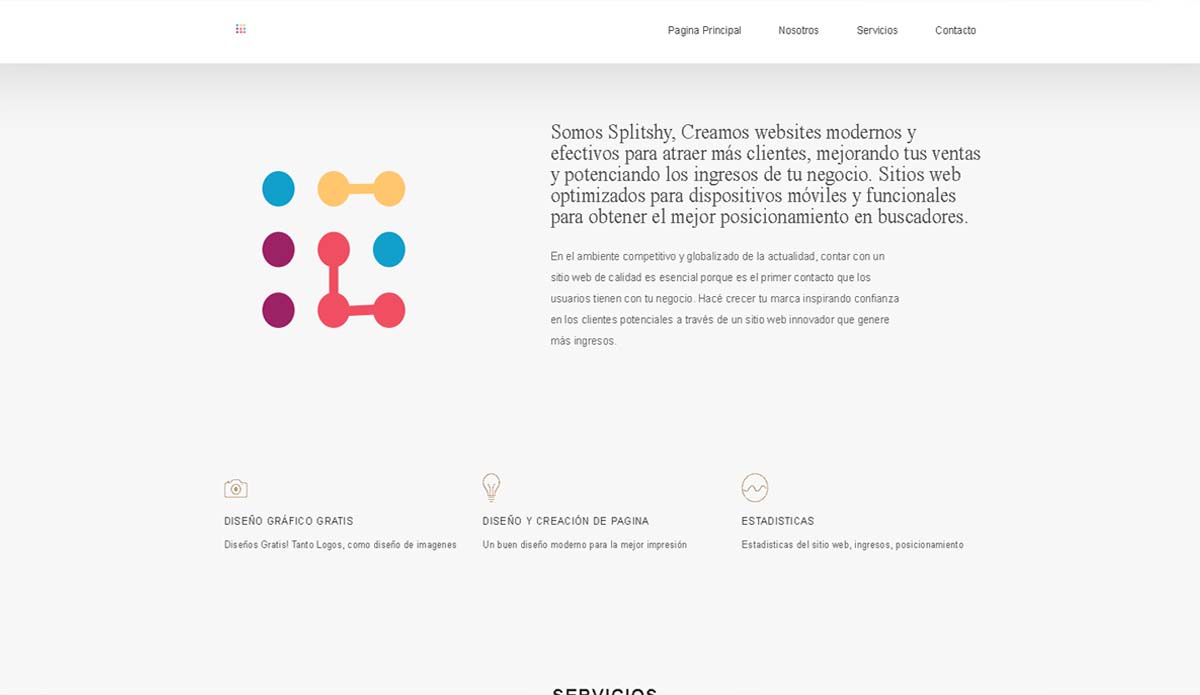 Pagina Principal
Nosotros
Servicios
Contacto
Somos Splitshy, Creamos websites modernos y
efectivos para atraer más clientes, mejorando tus ventas
y potenciando los ingresos de tu negocio. Sitios web
optimizados para dispositivos móviles y funcionales
para obtener el mejor posicionamiento en buscadores.
En el ambiente competitivo y globalizado de la actualidad, contar con un
sitio web de calidad es esencial porque es el primer contacto que los
usuarios tienen con tu negocio. Hacé crecer tu marca inspirando confianza
en los clientes potenciales a través de un sitio web innovador que genere
más ingresos.
DISEÑO GRÁFICO GRATIS
Diseños Gratis! Tanto Logos, como diseño de imagenes
DISEÑO Y CREACIÓN DE PAGINA
Un buen diseño moderno para la mejor impresión
ESTADISTICAS
Estadisticas del sitio web, ingresos, posicionamiento
SERVICIOS